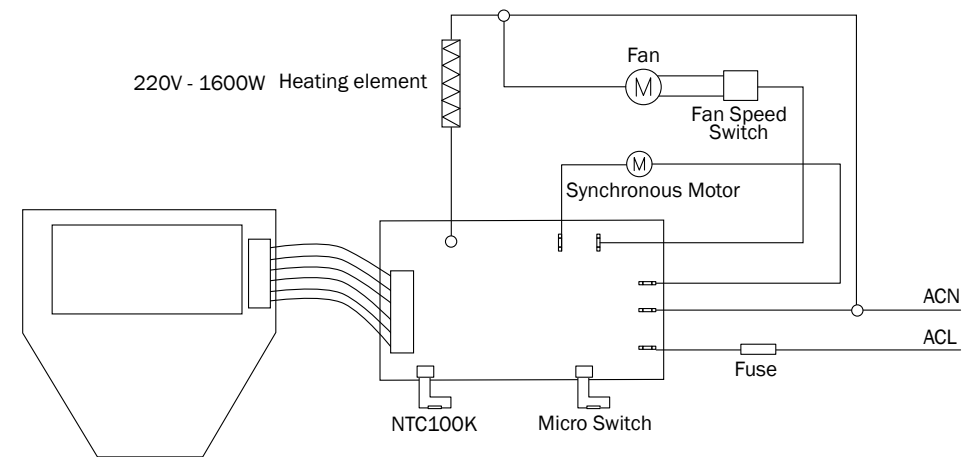 Fan
M
220V - 1600W Heating element
Fan Speed
Switch
M
Synchronous Motor
ACN
ACL
Fuse
NTC100K
Micro Switch